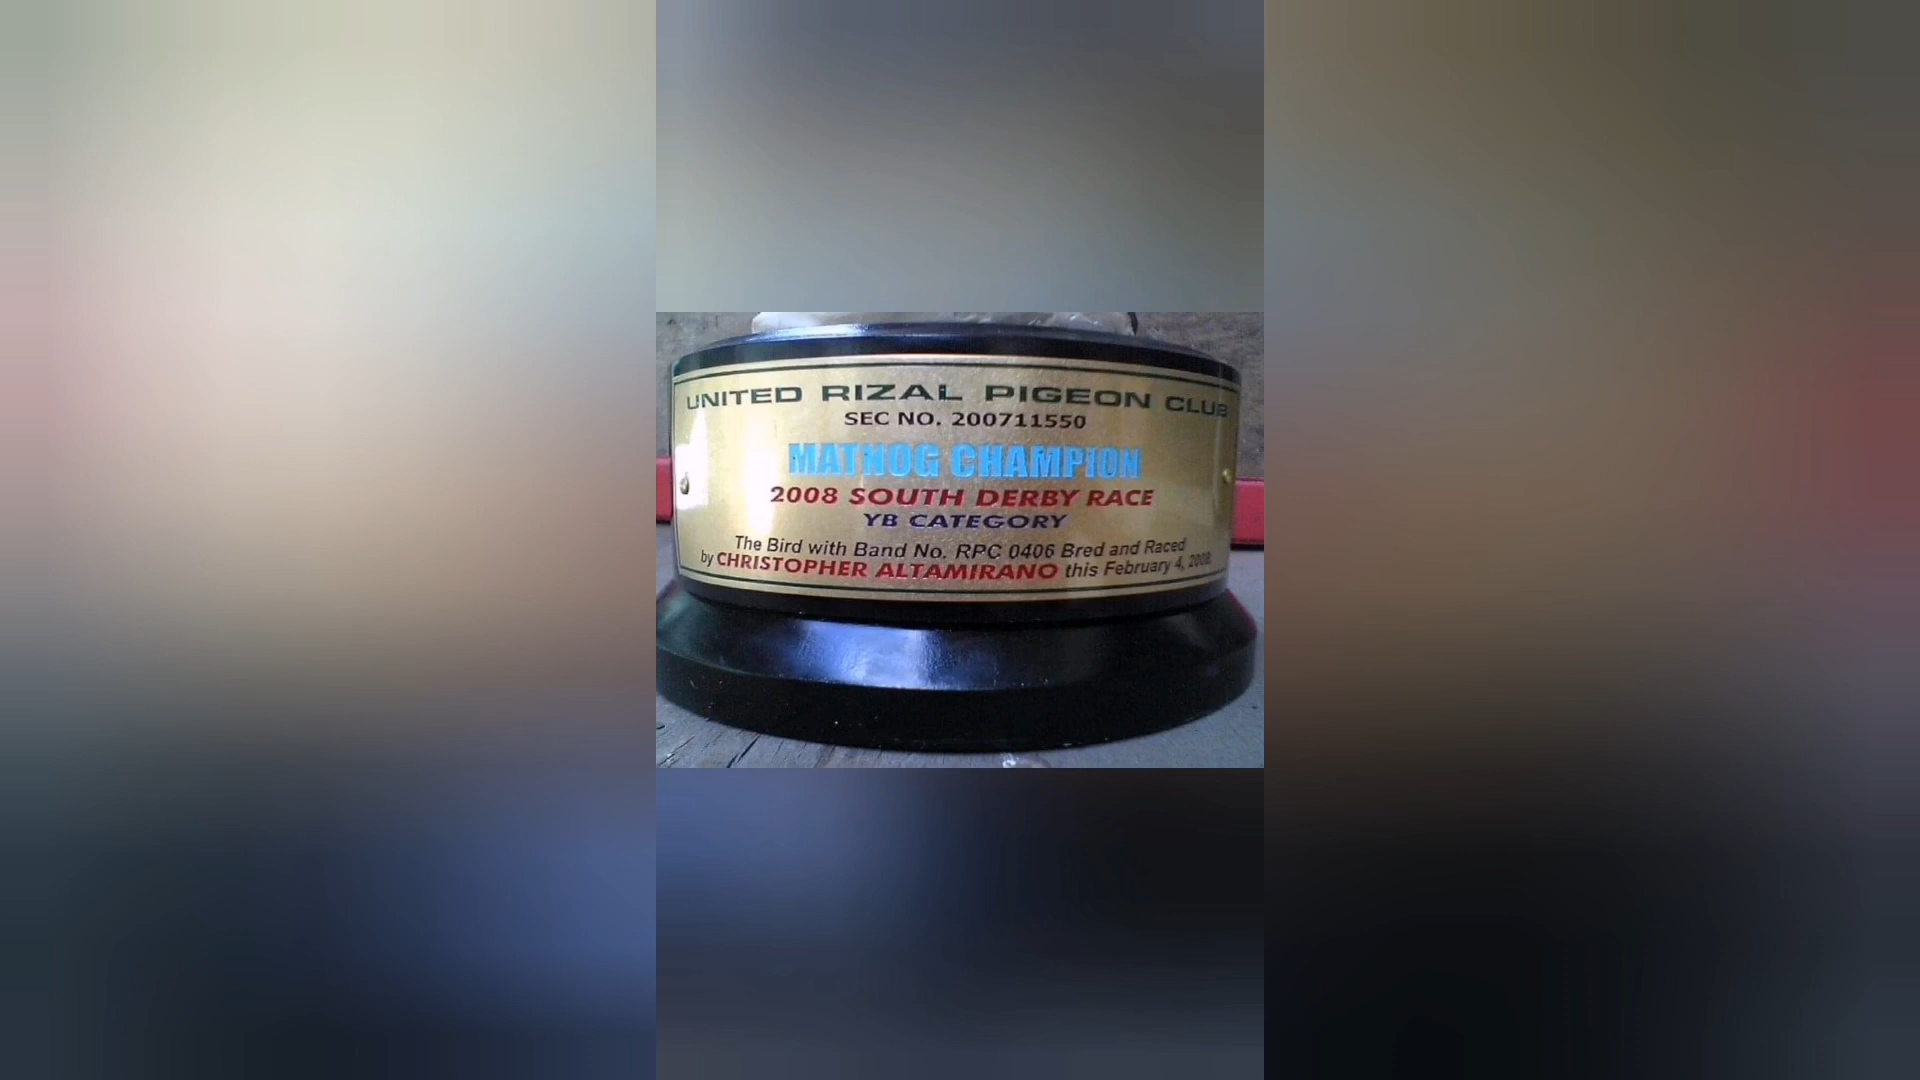 UNITED RIZAL PIGEON CLUB
SEC NO. 200711550
MATNOG CHAMPION
2008 SOUTH DERBY RACE
YB CATEGORY
The Bird with Band No. RPC 0406 Bred and Raced
by CHRISTOPHER ALTAMIRANO this February 4, 2008.